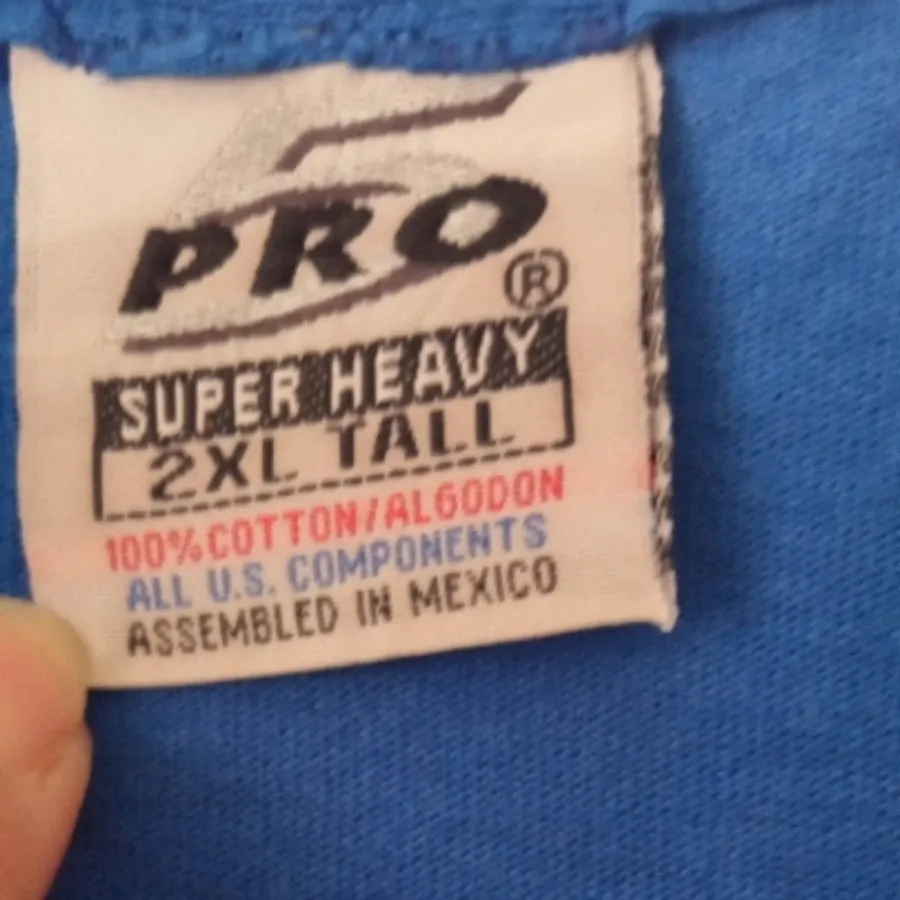 PRO
®
SUPER HEAVY
2XL TALL
100% COTTON/ALGODON
ALL U.S. COMPONENTS
ASSEMBLED IN MEXICO